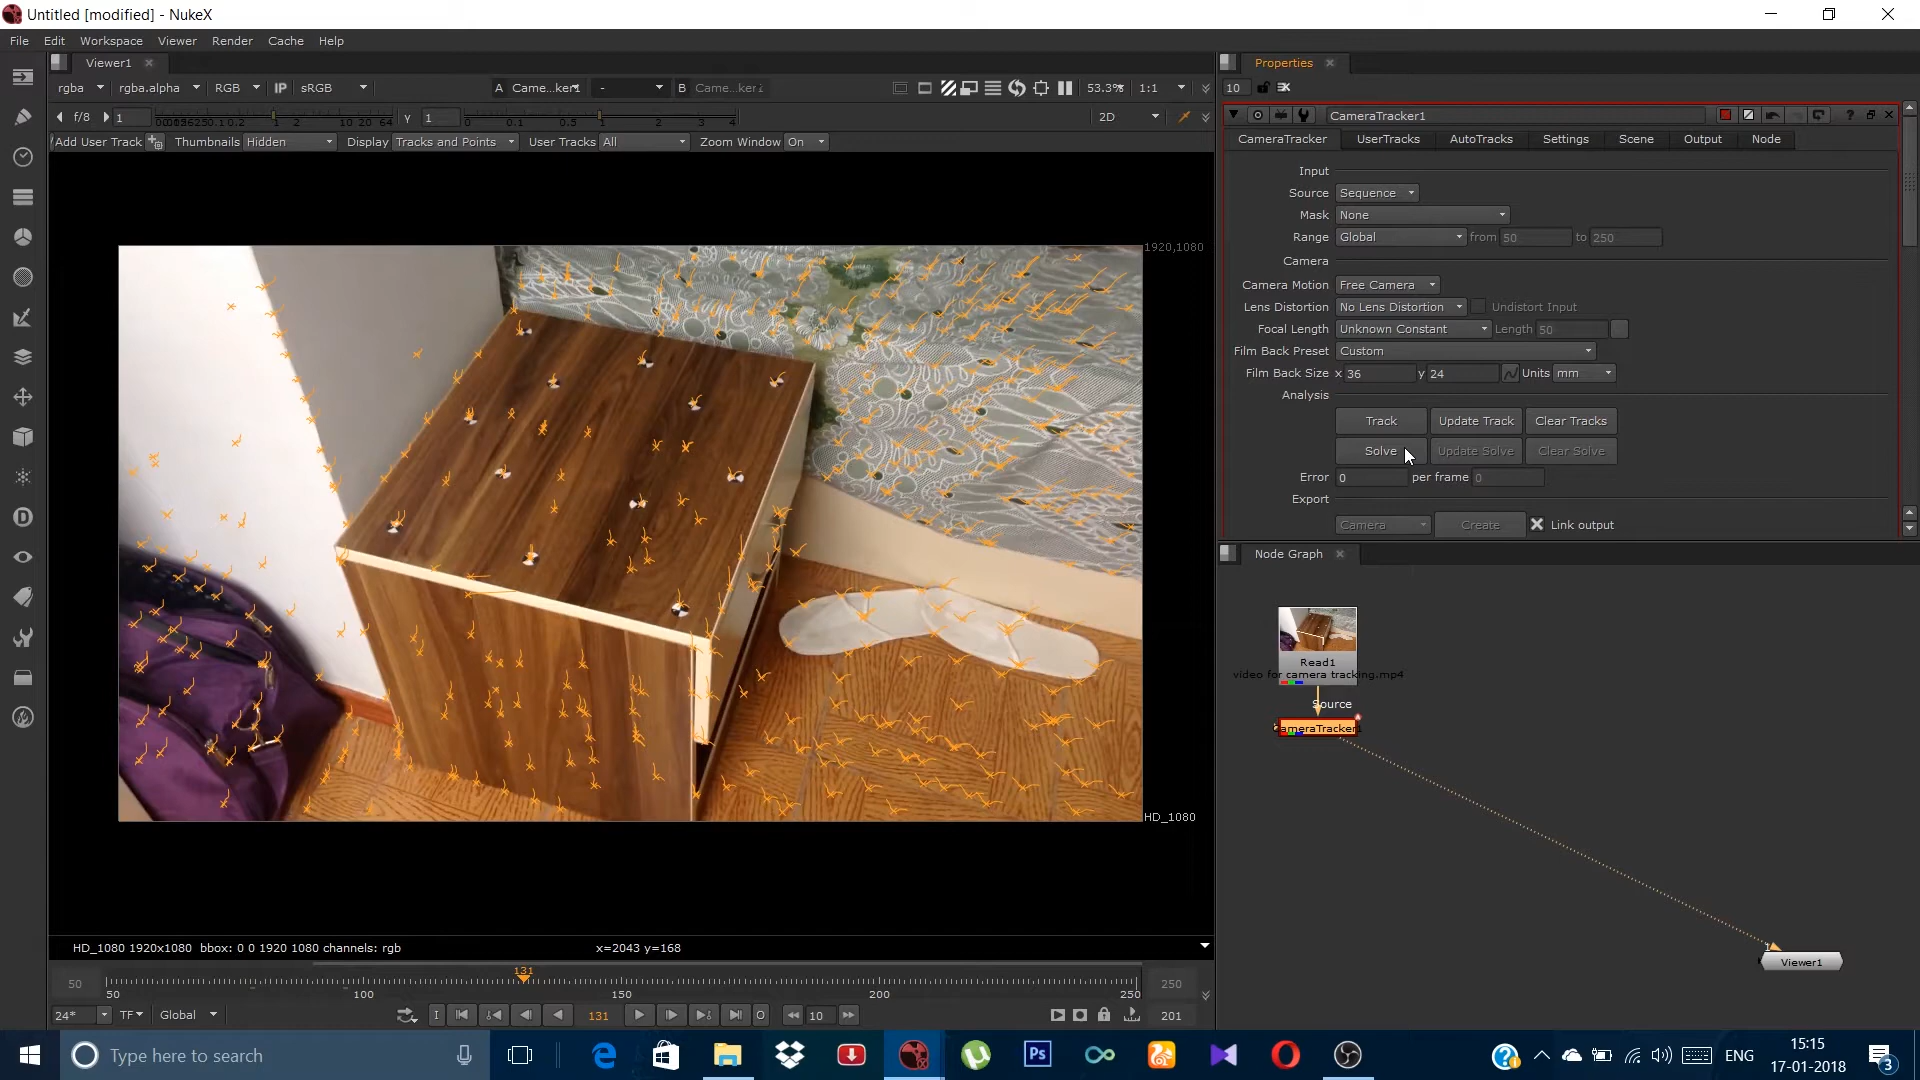 Untitled [modified] - NukeX
File Edit Workspace Viewer Render Cache Help
Viewer1
rgba rgba.alpha RGB IP sRGB A Came...ker1 - B 53.3% 1:1
f/8 1 Y 1 2D
Add User Track Thumbnails Hidden Display Tracks and Points User Tracks All Zoom Window On
1920,1080
HD_1080
HD_1080 1920x1080 bbox: 0 0 1920 1080 channels: rgb x=2043 y=168
50 131 250
50 100 150 200 250
24* TF Global I 131 O 10 201
Properties
10
CameraTracker1
CameraTracker UserTracks AutoTracks Settings Scene Output Node
Input
Source Sequence
Mask None
Range Global from 50 to 250
Camera
Camera Motion Free Camera
Lens Distortion No Lens Distortion Undistort Input
Focal Length Unknown Constant Length 50
Film Back Preset Custom
Film Back Size x 36 y 24 Units mm
Analysis
Track Update Track Clear Tracks
Solve Update Solve Clear Solve
Error 0 per frame 0
Export
Camera Create Link output
Node Graph
Read1
video for camera tracking.mp4
Source
CameraTracker1
1
Viewer1
Type here to search
Ps
ENG
15:15
17-01-2018
3